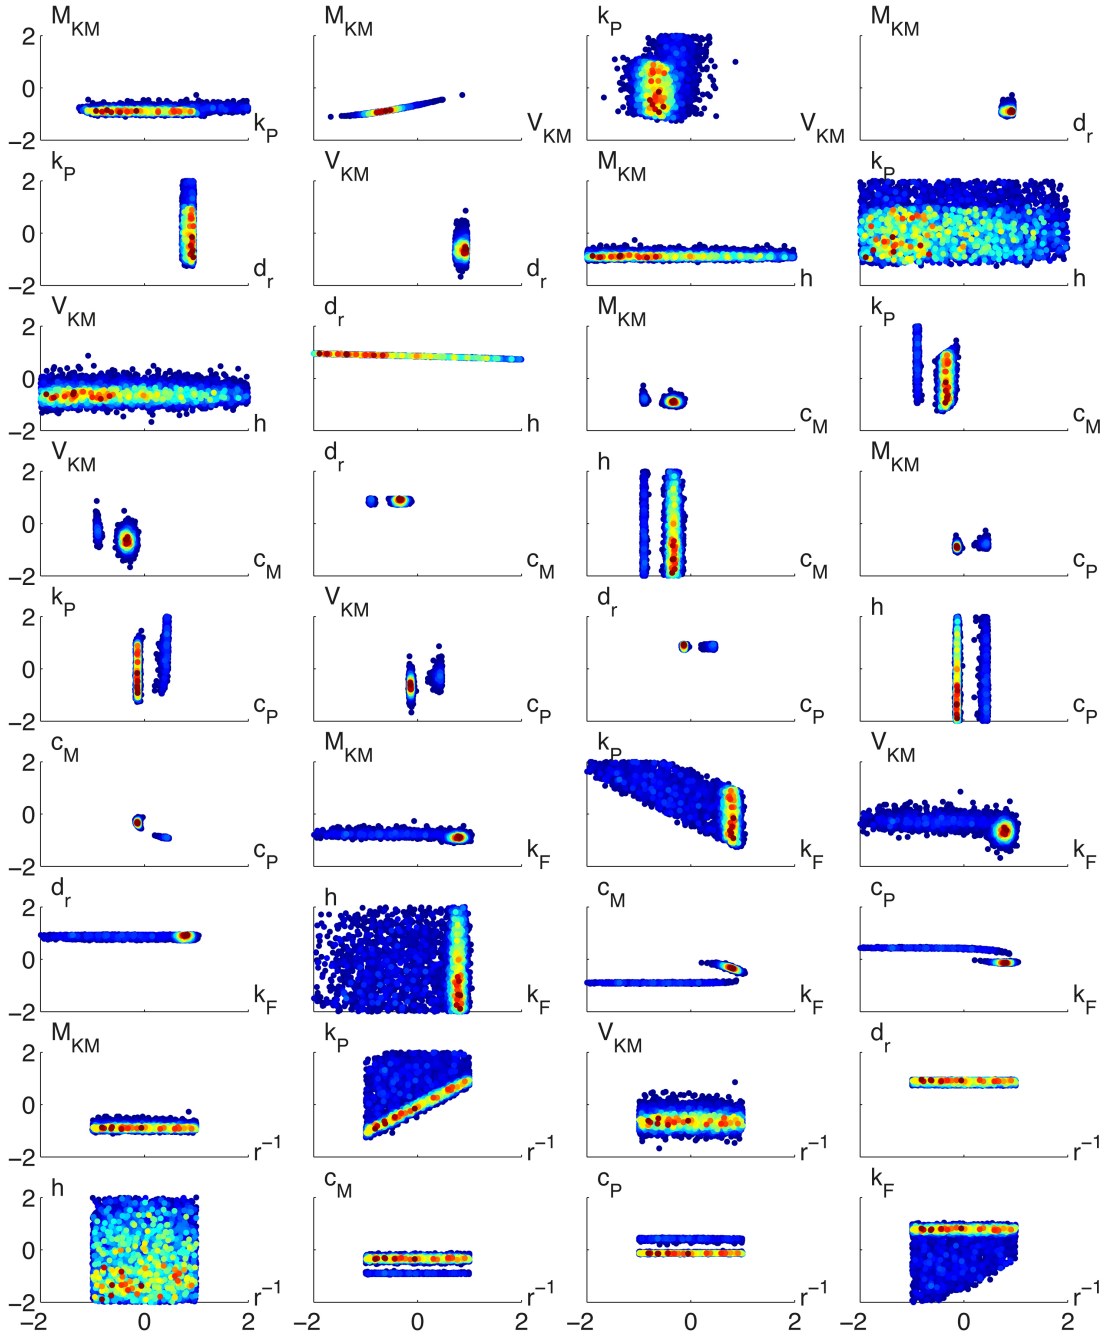 M_KM M_KM k_P M_KM
2
0
−2
k_P V_KM V_KM d_r
k_P V_KM M_KM k_P
2
0
−2
d_r d_r h h
V_KM d_r M_KM k_P
2
0
−2
h h c_M c_M
V_KM d_r h M_KM
2
0
−2
c_M c_M c_M c_P
k_P V_KM d_r h
2
0
−2
c_P c_P c_P c_P
c_M M_KM k_P V_KM
2
0
−2
c_P k_F k_F k_F
d_r h c_M c_P
2
0
−2
k_F k_F k_F k_F
M_KM k_P V_KM d_r
2
0
−2
r^−1 r^−1 r^−1 r^−1
h c_M c_P k_F
2
0
−2
r^−1 r^−1 r^−1 r^−1
−2 0 2 −2 0 2 −2 0 2 −2 0 2